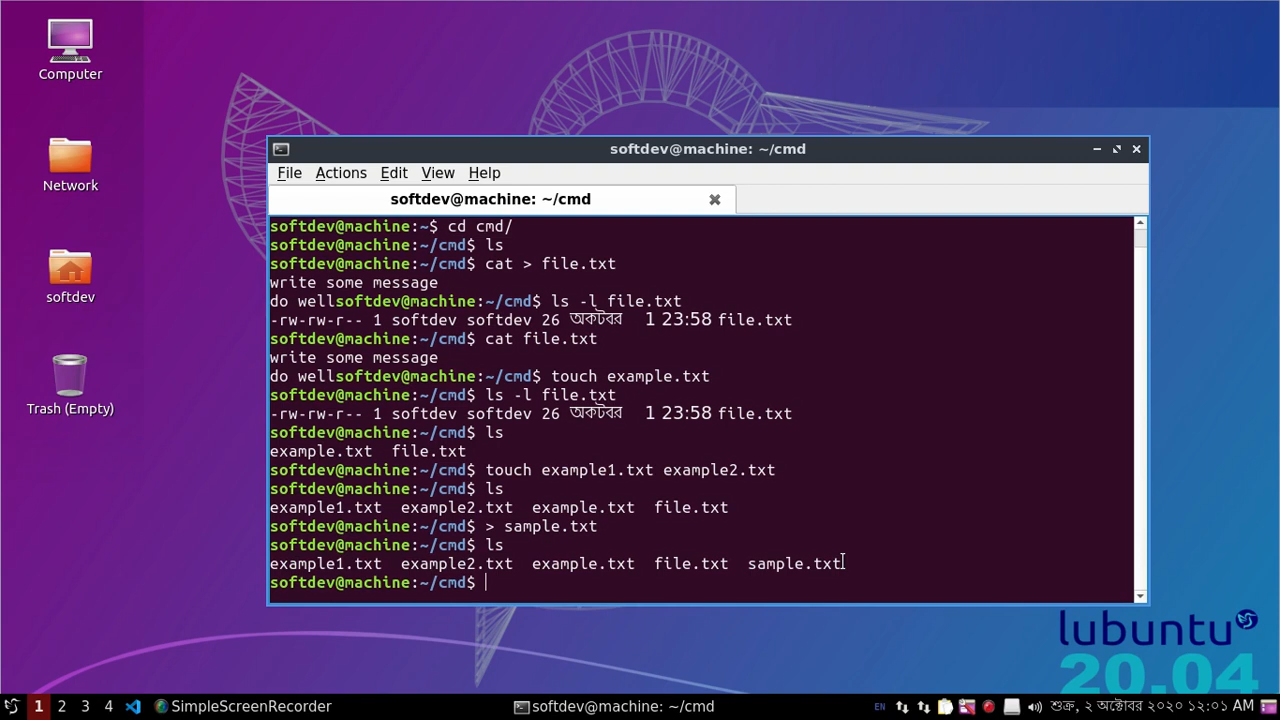 Computer
Network
softdev
Trash (Empty)
softdev@machine: ~/cmd
File Actions Edit View Help
softdev@machine: ~/cmd
softdev@machine:~$ cd cmd/
softdev@machine:~/cmd$ ls
softdev@machine:~/cmd$ cat > file.txt
write some message
do wellsoftdev@machine:~/cmd$ ls -l file.txt
-rw-rw-r-- 1 softdev softdev 26 অক্টোবর 1 23:58 file.txt
softdev@machine:~/cmd$ cat file.txt
write some message
do wellsoftdev@machine:~/cmd$ touch example.txt
softdev@machine:~/cmd$ ls -l file.txt
-rw-rw-r-- 1 softdev softdev 26 অক্টোবর 1 23:58 file.txt
softdev@machine:~/cmd$ ls
example.txt  file.txt
softdev@machine:~/cmd$ touch example1.txt example2.txt
softdev@machine:~/cmd$ ls
example1.txt  example2.txt  example.txt  file.txt
softdev@machine:~/cmd$ > sample.txt
softdev@machine:~/cmd$ ls
example1.txt  example2.txt  example.txt  file.txt  sample.txt
softdev@machine:~/cmd$
lubuntu
20.04
1 2 3 4 SimpleScreenRecorder softdev@machine: ~/cmd EN শুক্র, ২ অক্টোবর ২০২০ ১২:০১ AM